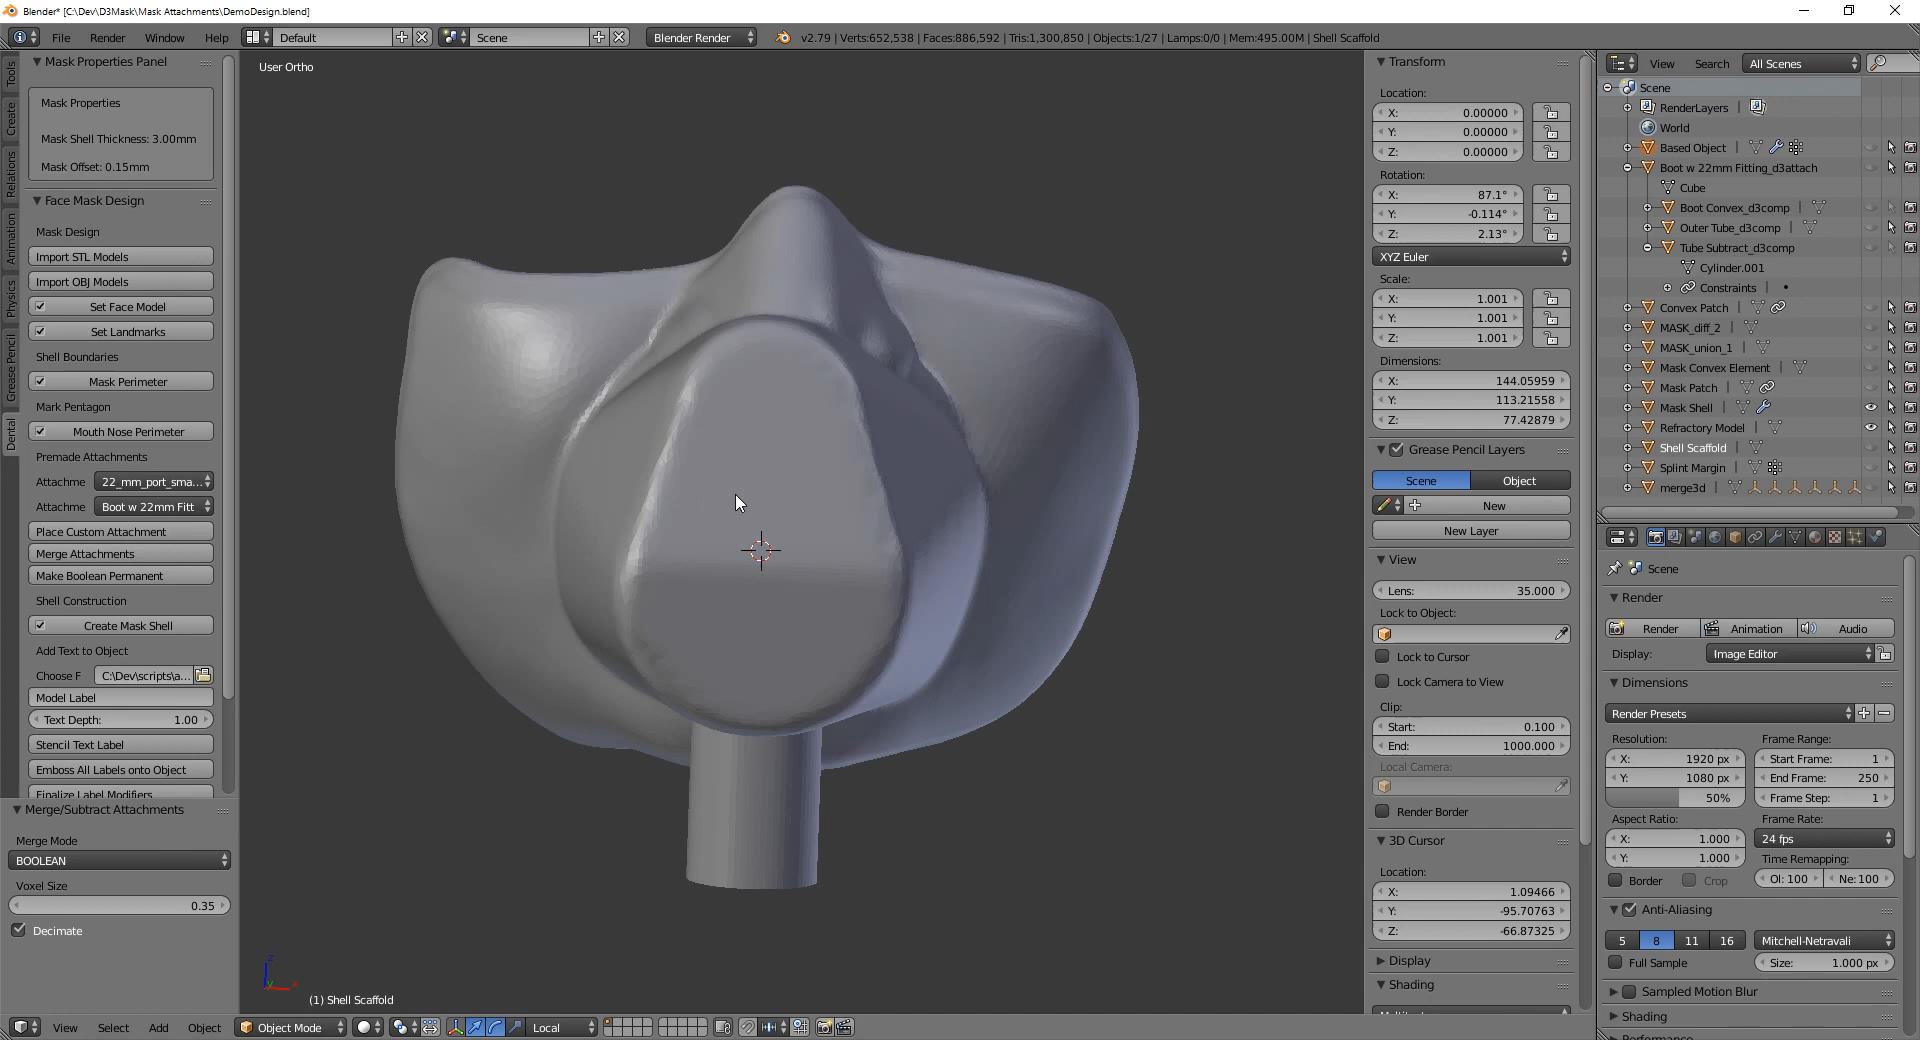 Blender* [C:\Dev\D3Mask\Mask Attachments\DemoDesign.blend]
File Render Window Help Default Scene Blender Render v2.79 | Verts:652,538 | Faces:886,592 | Tris:1,300,850 | Objects:1/27 | Lamps:0/0 | Mem:495.00M | Shell Scaffold
Tools
Create
Relations
Animation
Physics
Grease Pencil
Dental
Mask Properties Panel
Mask Properties
Mask Shell Thickness: 3.00mm
Mask Offset: 0.15mm
Face Mask Design
Mask Design
Import STL Models
Import OBJ Models
Set Face Model
Set Landmarks
Shell Boundaries
Mask Perimeter
Mark Pentagon
Mouth Nose Perimeter
Premade Attachments
Attachme 22_mm_port_sma...
Attachme Boot w 22mm Fitt
Place Custom Attachment
Merge Attachments
Make Boolean Permanent
Shell Construction
Create Mask Shell
Add Text to Object
Choose F C:\Dev\scripts\a...
Model Label
Text Depth: 1.00
Stencil Text Label
Emboss All Labels onto Object
Finalize Label Modifiers
Merge/Subtract Attachments
Merge Mode
BOOLEAN
Voxel Size
0.35
Decimate
User Ortho
z
y
x
(1) Shell Scaffold
View Select Add Object Object Mode Local
Transform
Location:
X: 0.00000
Y: 0.00000
Z: 0.00000
Rotation:
X: 87.1°
Y: -0.114°
Z: 2.13°
XYZ Euler
Scale:
X: 1.001
Y: 1.001
Z: 1.001
Dimensions:
X: 144.05959
Y: 113.21558
Z: 77.42879
Grease Pencil Layers
Scene Object
New
New Layer
View
Lens: 35.000
Lock to Object:
Lock to Cursor
Lock Camera to View
Clip:
Start: 0.100
End: 1000.000
Local Camera:
Render Border
3D Cursor
Location:
X: 1.09466
Y: -95.70763
Z: -66.87325
Display
Shading
View Search All Scenes
Scene
RenderLayers
World
Based Object
Boot w 22mm Fitting_d3attach
Cube
Boot Convex_d3comp
Outer Tube_d3comp
Tube Subtract_d3comp
Cylinder.001
Constraints
Convex Patch
MASK_diff_2
MASK_union_1
Mask Convex Element
Mask Patch
Mask Shell
Refractory Model
Shell Scaffold
Splint Margin
merge3d
Scene
Render
Render Animation Audio
Display: Image Editor
Dimensions
Render Presets
Resolution: Frame Range:
X: 1920 px Start Frame: 1
Y: 1080 px End Frame: 250
50% Frame Step: 1
Aspect Ratio: Frame Rate:
X: 1.000 24 fps
Y: 1.000 Time Remapping:
Border Crop Ol: 100 Ne: 100
Anti-Aliasing
5 8 11 16 Mitchell-Netravali
Full Sample Size: 1.000 px
Sampled Motion Blur
Shading
Performance